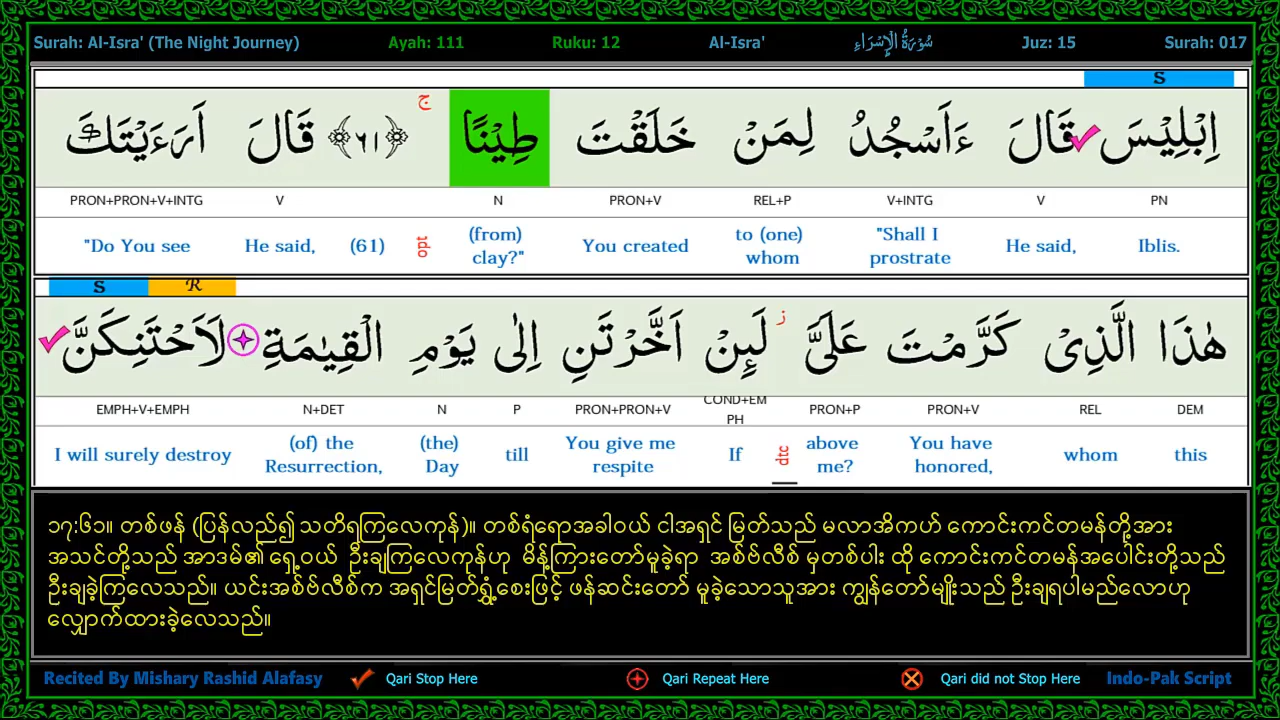 Surah: Al-Isra' (The Night Journey) Ayah: 111 Ruku: 12 Al-Isra' سُوْرَةُ الْإِسْرَاءِ Juz: 15 Surah: 017
S
اِبْلِيْسَ قَالَ ءَاَسْجُدُ لِمَنْ خَلَقْتَ طِيْنًا ج ﴿٦١﴾ قَالَ اَرَءَيْتَكَ
PRON+PRON+V+INTG V N PRON+V REL+P V+INTG V PN
"Do You see He said, (61) opt (from) clay?" You created to (one) whom "Shall I prostrate He said, Iblis.
S R
هٰذَا الَّذِىْ كَرَّمْتَ عَلَىَّ ز لَئِنْ اَخَّرْتَنِ اِلٰى يَوْمِ الْقِيٰمَةِ لَاَحْتَنِكَنَّ
EMPH+V+EMPH N+DET N P PRON+PRON+V COND+EMPH PRON+P PRON+V REL DEM
I will surely destroy (of) the Resurrection, (the) Day till You give me respite If dtc above me? You have honored, whom this
၁၇:၆၁။ တစ်ဖန် (ပြန်လည်၍ သတိရကြလေကုန်)။ တစ်ရံရောအခါဝယ် ငါအရှင် မြတ်သည် မလာအိကဟ် ကောင်းကင်တမန်တို့အား
အသင်တို့သည် အာဒမ်၏ ရှေ့ဝယ် ဦးချကြလေကုန်ဟု မိန့်ကြားတော်မူခဲ့ရာ အစ်ဗ်လီစ် မှတစ်ပါး ထို ကောင်းကင်တမန်အပေါင်းတို့သည်
ဦးချခဲ့ကြလေသည်။ ယင်းအစ်ဗ်လီစ်က အရှင်မြတ်ရွှံ့စေးဖြင့် ဖန်ဆင်းတော် မူခဲ့သောသူအား ကျွန်တော်မျိုးသည် ဦးချရပါမည်လောဟု
လျှောက်ထားခဲ့လေသည်။
Recited By Mishary Rashid Alafasy Qari Stop Here Qari Repeat Here Qari did not Stop Here Indo-Pak Script